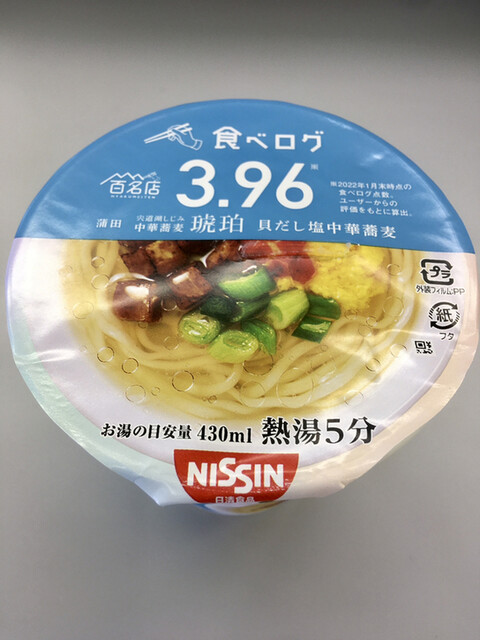 食べログ
百名店
HYAKUMEITEN
3.96※
※2022年1月末時点の
食べログ点数。
ユーザーからの
評価をもとに算出。
蒲田 宍道湖しじみ中華蕎麦 琥珀 貝だし塩中華蕎麦
プラ
外装フィルム:PP
紙
フタ
お湯の目安量 430ml 熱湯5分
NISSIN
日清食品